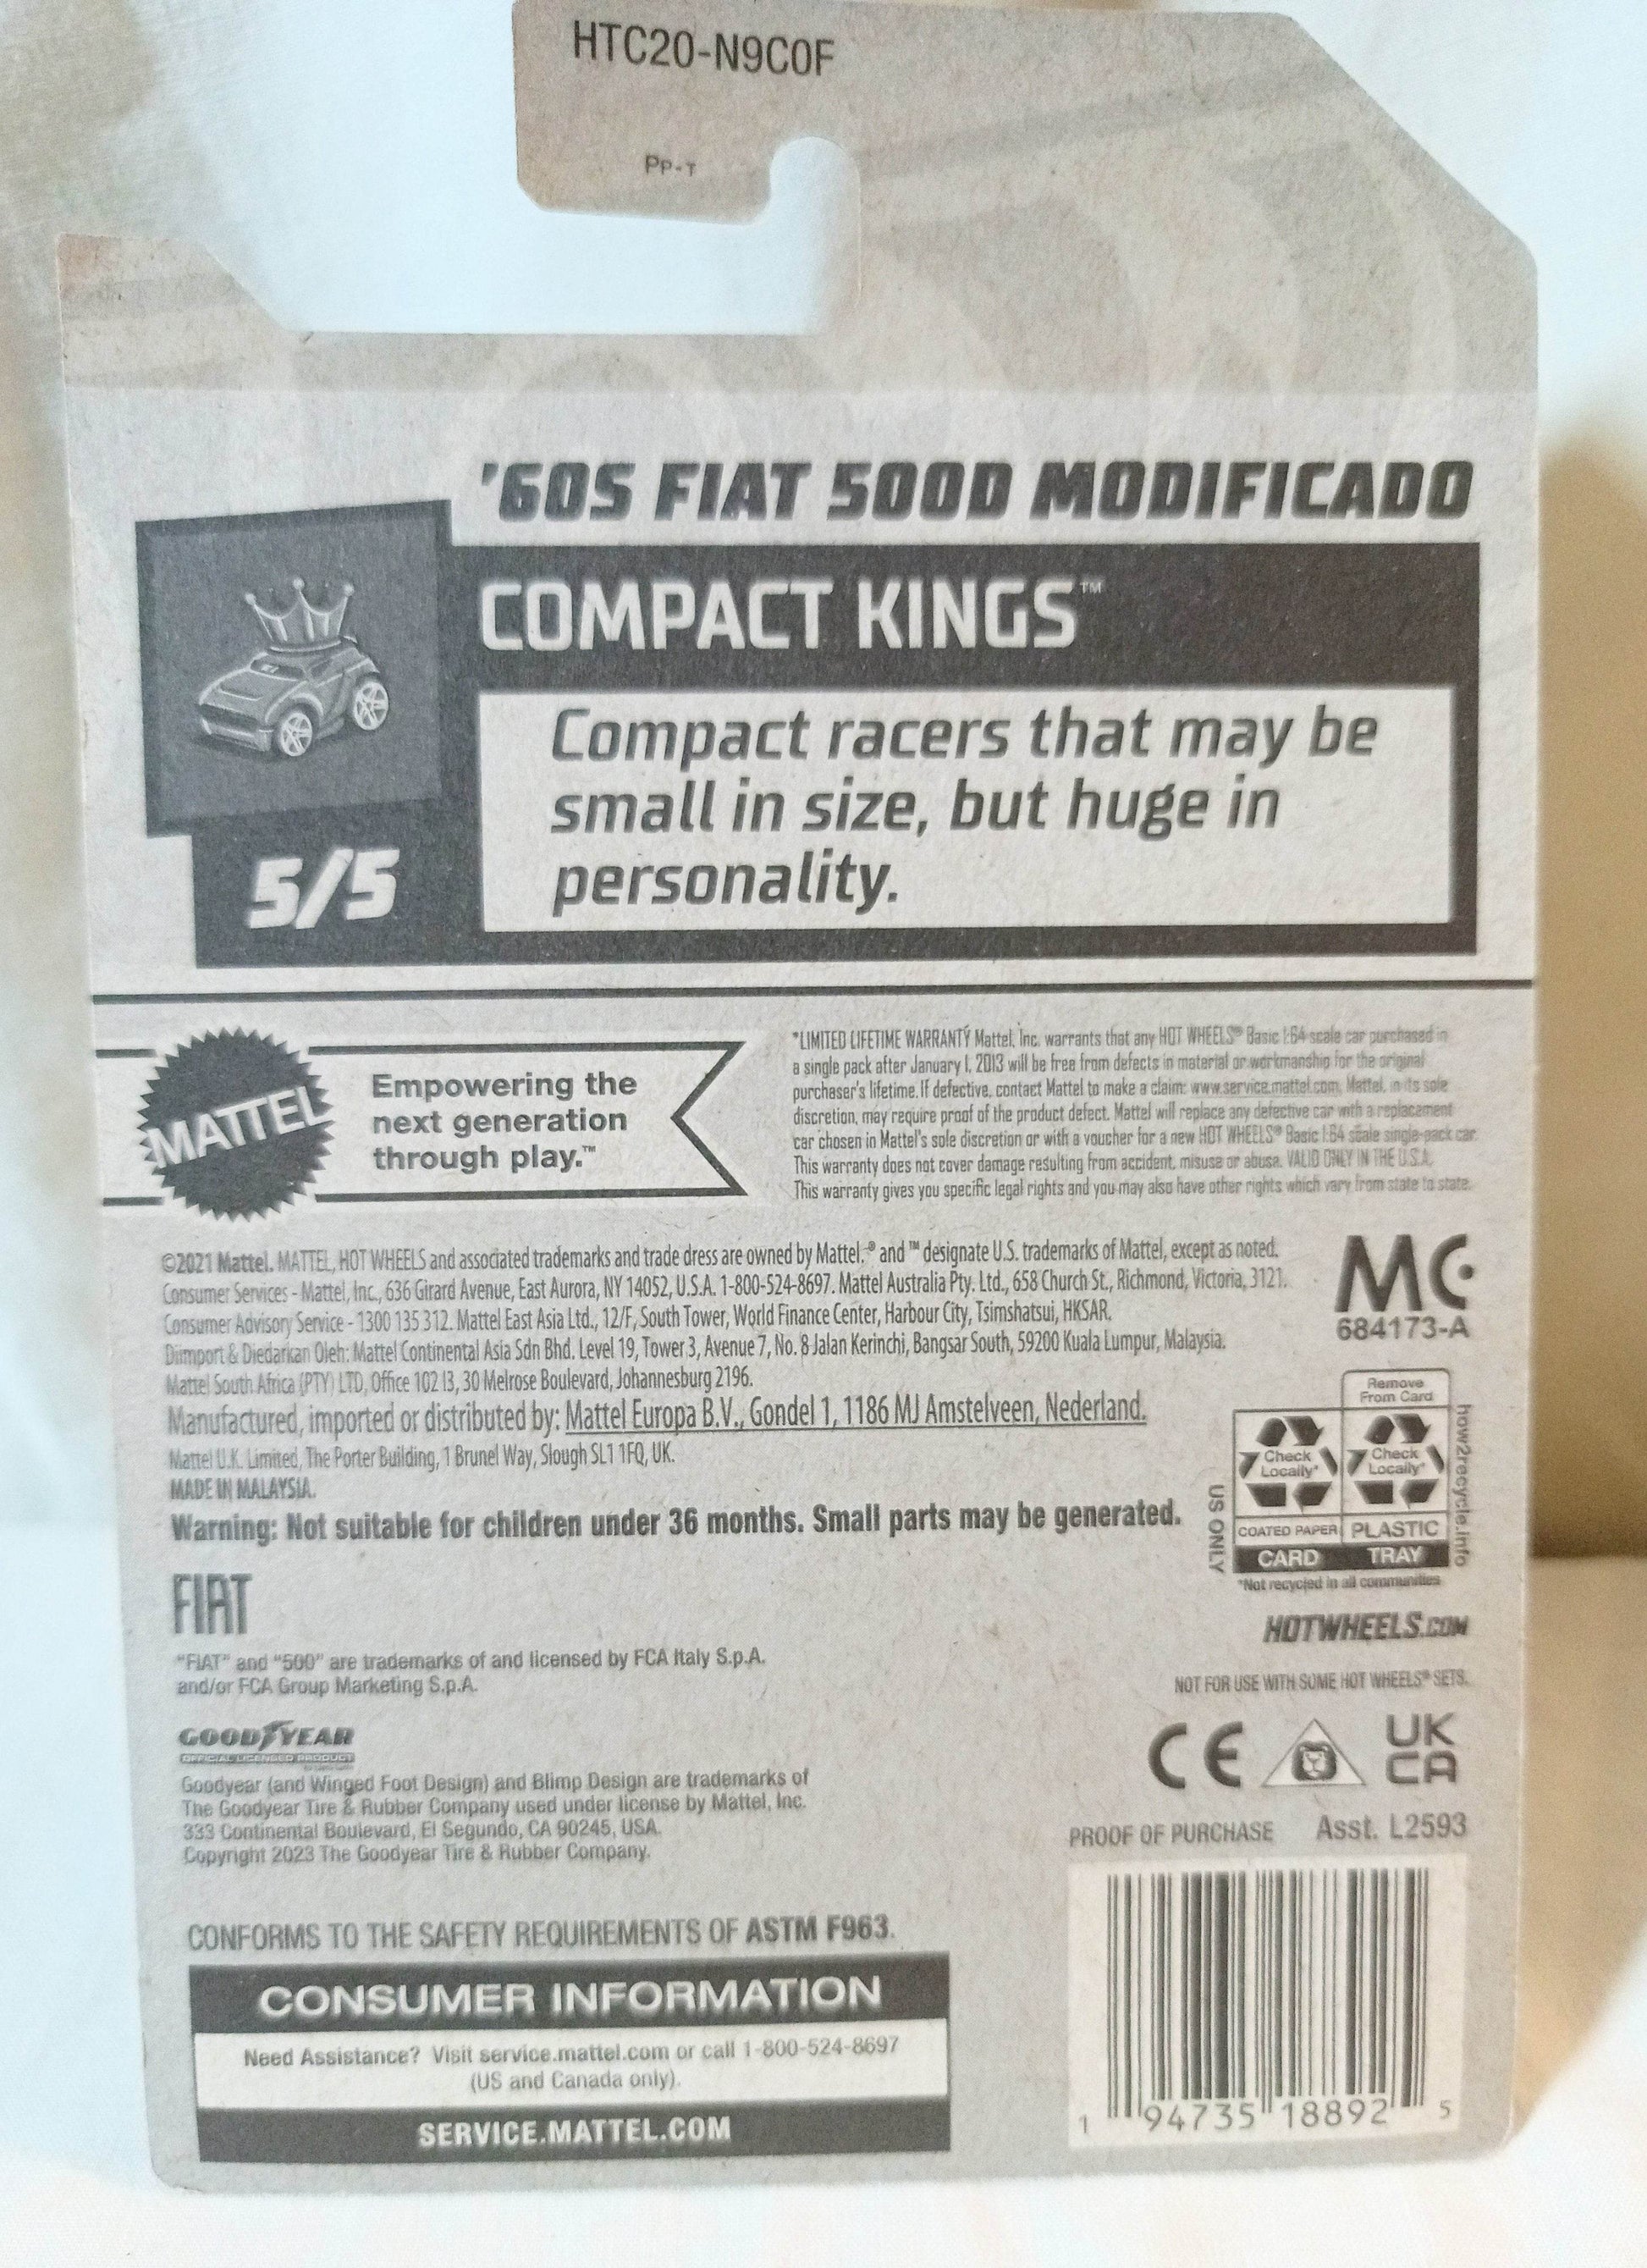 HTC20-N9C0F
PP-T
'60S FIAT 500D MODIFICADO
COMPACT KINGS™
Compact racers that may be
small in size, but huge in
personality.
5/5
MATTEL
Empowering the
next generation
through play.™
*LIMITED LIFETIME WARRANTY Mattel, Inc. warrants that any HOT WHEELS® Basic 1:64 scale car purchased in
a single pack after January 1, 2013 will be free from defects in material or workmanship for the original
purchaser's lifetime. If defective, contact Mattel to make a claim: www.service.mattel.com. Mattel, in its sole
discretion, may require proof of the product defect. Mattel will replace any defective car with a replacement
car chosen in Mattel's sole discretion or with a voucher for a new HOT WHEELS® Basic 1:64 scale single-pack car.
This warranty does not cover damage resulting from accident, misuse or abuse. VALID ONLY IN THE U.S.A.
This warranty gives you specific legal rights and you may also have other rights which vary from state to state.
©2021 Mattel. MATTEL, HOT WHEELS and associated trademarks and trade dress are owned by Mattel. ® and ™ designate U.S. trademarks of Mattel, except as noted.
Consumer Services - Mattel, Inc., 636 Girard Avenue, East Aurora, NY 14052, U.S.A. 1-800-524-8697. Mattel Australia Pty. Ltd., 658 Church St., Richmond, Victoria, 3121.
Consumer Advisory Service - 1300 135 312. Mattel East Asia Ltd., 12/F, South Tower, World Finance Center, Harbour City, Tsimshatsui, HKSAR.
Diimport & Diedarkan Oleh: Mattel Continental Asia Sdn Bhd. Level 19, Tower 3, Avenue 7, No. 8 Jalan Kerinchi, Bangsar South, 59200 Kuala Lumpur, Malaysia.
Mattel South Africa (PTY) LTD, Office 102 I3, 30 Melrose Boulevard, Johannesburg 2196.
Manufactured, imported or distributed by: Mattel Europa B.V., Gondel 1, 1186 MJ Amstelveen, Nederland.
Mattel U.K. Limited, The Porter Building, 1 Brunel Way, Slough SL1 1FQ, UK.
MADE IN MALAYSIA.
Warning: Not suitable for children under 36 months. Small parts may be generated.
MC
684173-A
Remove
From Card
Check
Locally*
Check
Locally*
COATED PAPER
PLASTIC
CARD
TRAY
US ONLY
how2recycle.info
*Not recycled in all communities
HOTWHEELS.COM
NOT FOR USE WITH SOME HOT WHEELS® SETS.
FIAT
"FIAT" and "500" are trademarks of and licensed by FCA Italy S.p.A.
and/or FCA Group Marketing S.p.A.
GOODYEAR
OFFICIAL LICENSED PRODUCT
Goodyear (and Winged Foot Design) and Blimp Design are trademarks of
The Goodyear Tire & Rubber Company used under license by Mattel, Inc.
333 Continental Boulevard, El Segundo, CA 90245, USA.
Copyright 2023 The Goodyear Tire & Rubber Company.
CE
UK
CA
PROOF OF PURCHASE Asst. L2593
1 94735 18892 5
CONFORMS TO THE SAFETY REQUIREMENTS OF ASTM F963.
CONSUMER INFORMATION
Need Assistance? Visit service.mattel.com or call 1-800-524-8697
(US and Canada only).
SERVICE.MATTEL.COM